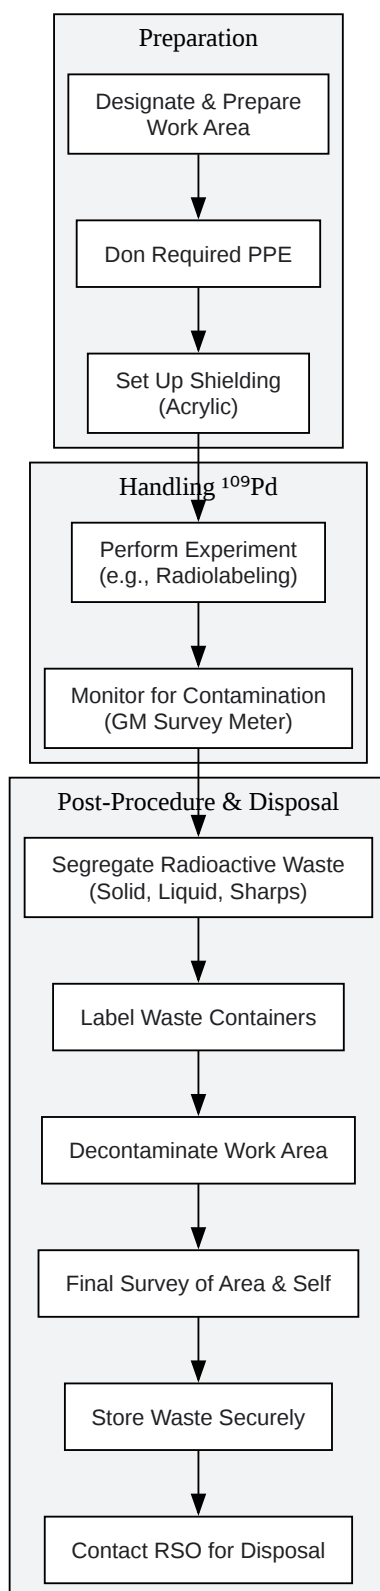 Preparation
Designate & Prepare
Work Area
Don Required PPE
Set Up Shielding
(Acrylic)
Handling ¹⁰⁹Pd
Perform Experiment
(e.g., Radiolabeling)
Monitor for Contamination
(GM Survey Meter)
Post-Procedure & Disposal
Segregate Radioactive Waste
(Solid, Liquid, Sharps)
Label Waste Containers
Decontaminate Work Area
Final Survey of Area & Self
Store Waste Securely
Contact RSO for Disposal